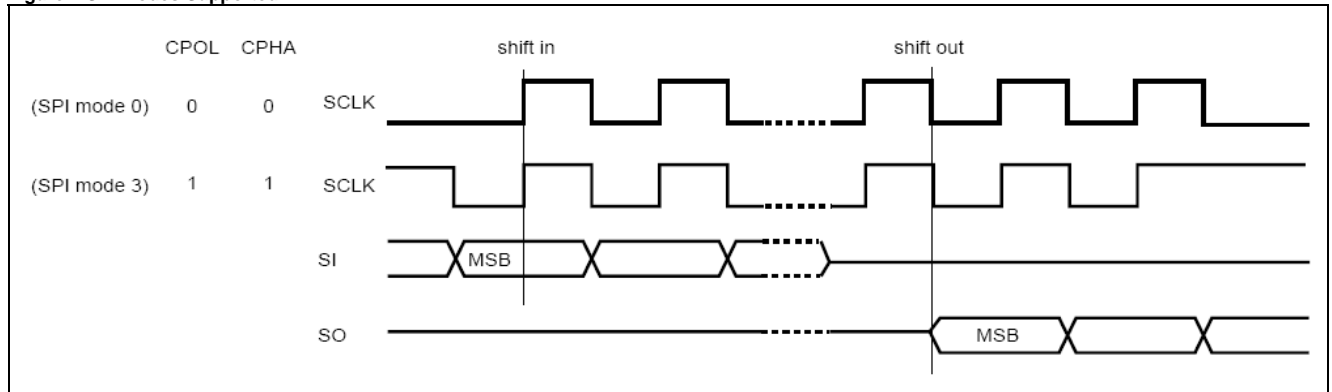 CPOL CPHA shift in shift out
(SPI mode 0) 0 0 SCLK
(SPI mode 3) 1 1 SCLK
SI MSB
SO MSB